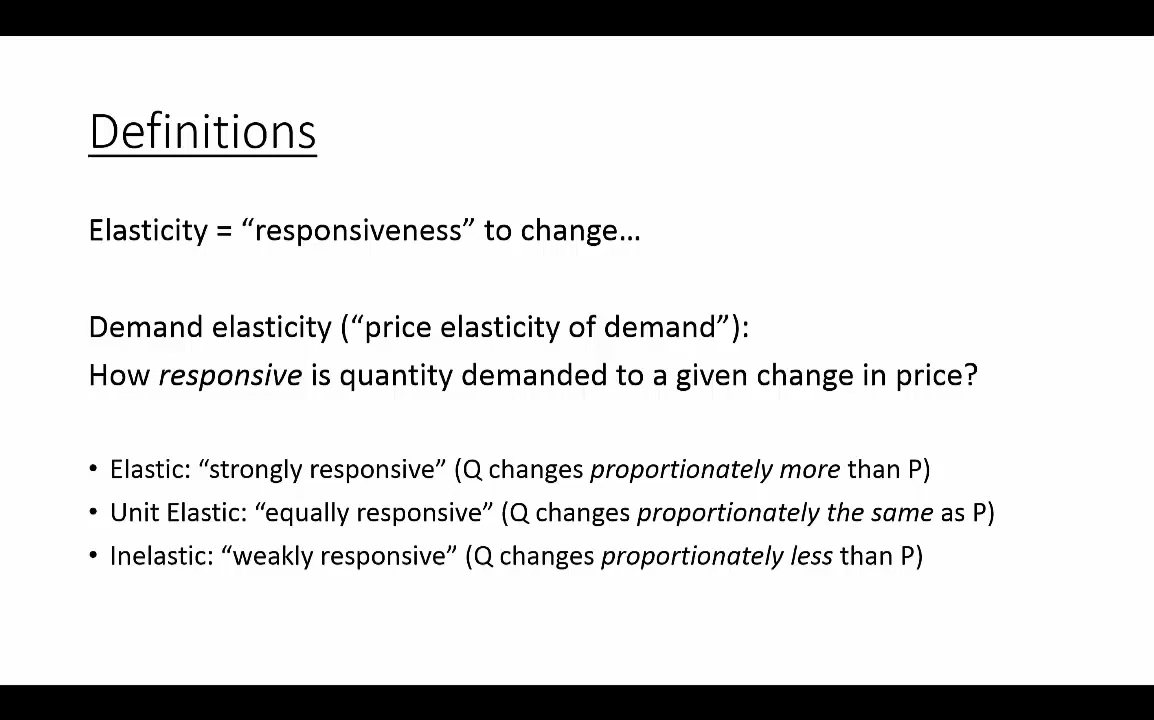 Definitions
Elasticity = “responsiveness” to change…
Demand elasticity (“price elasticity of demand”):
How responsive is quantity demanded to a given change in price?
• Elastic: “strongly responsive” (Q changes proportionately more than P)
• Unit Elastic: “equally responsive” (Q changes proportionately the same as P)
• Inelastic: “weakly responsive” (Q changes proportionately less than P)